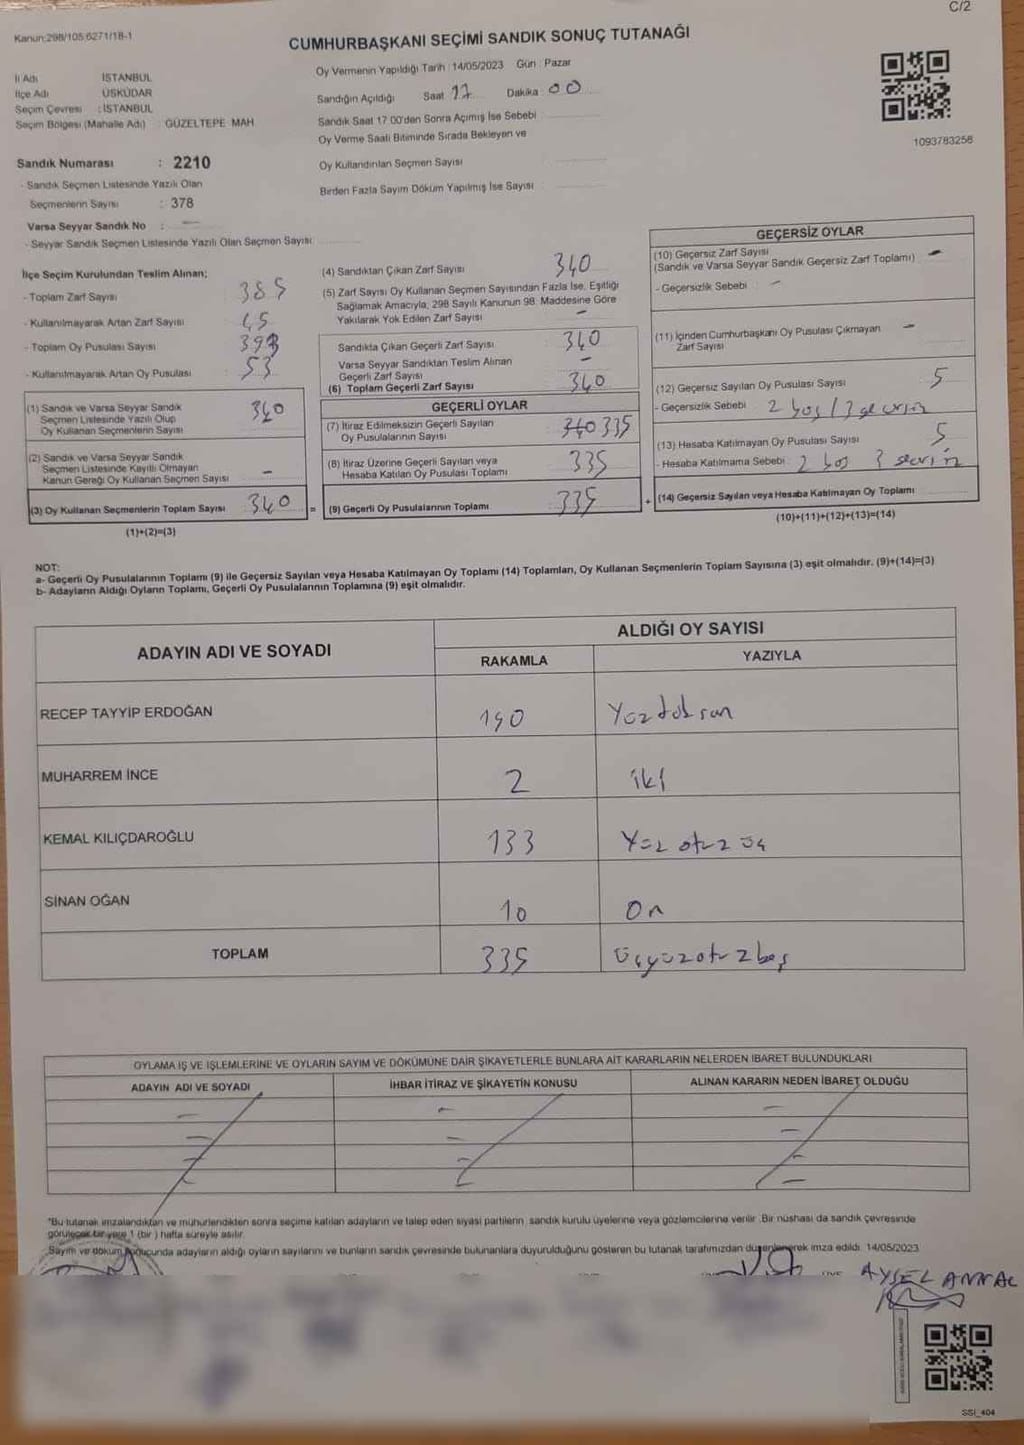 C/2
Kanun:298/105 6271/18-1
CUMHURBAŞKANI SEÇİMİ SANDIK SONUÇ TUTANAĞI
İl Adı : İSTANBUL
İlçe Adı : ÜSKÜDAR
Seçim Çevresi : İSTANBUL
Seçim Bölgesi (Mahalle Adı) : GÜZELTEPE MAH
Oy Vermenin Yapıldığı Tarih : 14/05/2023 Gün : Pazar
Sandığın Açıldığı Saat 17 Dakika : 00
Sandık Saat 17.00'den Sonra Açımış İse Sebebi
Oy Verme Saati Bitiminde Sırada Bekleyen ve
Oy Kullandırılan Seçmen Sayısı
Birden Fazla Sayım Döküm Yapılmış İse Sayısı
1093783258
Sandık Numarası : 2210
- Sandık Seçmen Listesinde Yazılı Olan
Seçmenlerin Sayısı : 378
Varsa Seyyar Sandık No :
- Seyyar Sandık Seçmen Listesinde Yazılı Olan Seçmen Sayısı:
İlçe Seçim Kurulundan Teslim Alınan;
- Toplam Zarf Sayısı 385
- Kullanılmayarak Artan Zarf Sayısı 45
- Toplam Oy Pusulası Sayısı 393
- Kullanılmayarak Artan Oy Pusulası 53
(1) Sandık ve Varsa Seyyar Sandık
Seçmen Listesinde Yazılı Olup
Oy Kullanan Seçmenlerin Sayısı 340
(2) Sandık ve Varsa Seyyar Sandık
Seçmen Listesinde Kayıtlı Olmayan
Kanun Gereği Oy Kullanan Seçmen Sayısı -
(3) Oy Kullanan Seçmenlerin Toplam Sayısı 340 =
(1)+(2)=(3)
(4) Sandıktan Çıkan Zarf Sayısı 340
(5) Zarf Sayısı Oy Kullanan Seçmen Sayısından Fazla İse, Eşitliği
Sağlamak Amacıyla, 298 Sayılı Kanunun 98. Maddesine Göre
Yakılarak Yok Edilen Zarf Sayısı -
Sandıkta Çıkan Geçerli Zarf Sayısı 340
Varsa Seyyar Sandıktan Teslim Alınan
Geçerli Zarf Sayısı -
(6) Toplam Geçerli Zarf Sayısı 340
GEÇERLİ OYLAR
(7) İtiraz Edilmeksizin Geçerli Sayılan
Oy Pusulalarının Sayısı 340 335
(8) İtiraz Üzerine Geçerli Sayılan veya
Hesaba Katılan Oy Pusulası Toplamı 335
(9) Geçerli Oy Pusulalarının Toplamı 335 +
GEÇERSİZ OYLAR
(10) Geçersiz Zarf Sayısı
(Sandık ve Varsa Seyyar Sandık Geçersiz Zarf Toplamı) -
- Geçersizlik Sebebi : -
(11) İçinden Cumhurbaşkanı Oy Pusulası Çıkmayan
Zarf Sayısı -
(12) Geçersiz Sayılan Oy Pusulası Sayısı 5
- Geçersizlik Sebebi : 2 boş / 3 geçersiz
(13) Hesaba Katılmayan Oy Pusulası Sayısı 5
- Hesaba Katılmama Sebebi : 2 boş 3
(14) Geçersiz Sayılan veya Hesaba Katılmayan Oy Toplamı
(10)+(11)+(12)+(13)=(14)
NOT:
a- Geçerli Oy Pusulalarının Toplamı (9) ile Geçersiz Sayılan veya Hesaba Katılmayan Oy Toplamı (14) Toplamları, Oy Kullanan Seçmenlerin Toplam Sayısına (3) eşit olmalıdır. (9)+(14)=(3)
b- Adayların Aldığı Oyların Toplamı, Geçerli Oy Pusulalarının Toplamına (9) eşit olmalıdır.
ADAYIN ADI VE SOYADI
ALDIĞI OY SAYISI
RAKAMLA YAZIYLA
RECEP TAYYİP ERDOĞAN 190 Yüzdoksan
MUHARREM İNCE 2 iki
KEMAL KILIÇDAROĞLU 133 Yüz otuz üç
SİNAN OĞAN 10 On
TOPLAM 335 Üçyüzotuzbeş
OYLAMA İŞ VE İŞLEMLERİNE VE OYLARIN SAYIM VE DÖKÜMÜNE DAİR ŞİKAYETLERLE BUNLARA AİT KARARLARIN NELERDEN İBARET BULUNDUKLARI
ADAYIN ADI VE SOYADI İHBAR İTİRAZ VE ŞİKAYETİN KONUSU ALINAN KARARIN NEDEN İBARET OLDUĞU
*Bu tutanak imzalandıktan ve mühürlendikten sonra seçime katılan adayların ve talep eden siyasi partilerin sandık kurulu üyelerine veya gözlemcilerine verilir. Bir nüshası da sandık çevresinde
görülecek bir yere 1 (bir) hafta süreyle asılır.
Sayım ve döküm sonucunda adayların aldığı oyların sayılarını ve bunların sandık çevresinde bulunanlara duyurulduğunu gösteren bu tutanak tarafımızdan düzenlenerek imza edildi. 14/05/2023
AYSEL
SSI_404